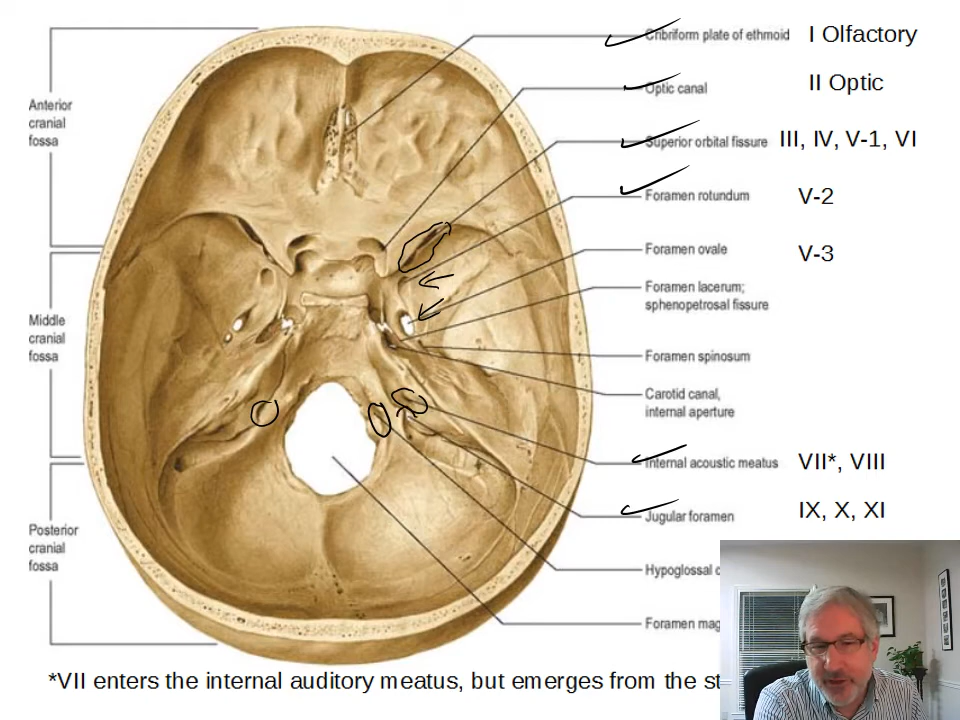 Cribriform plate of ethmoid I Olfactory
Optic canal II Optic
Anterior
cranial
fossa
Superior orbital fissure III, IV, V-1, VI
Foramen rotundum V-2
Foramen ovale V-3
Foramen lacerum;
sphenopetrosal fissure
Middle
cranial
fossa
Foramen spinosum
Carotid canal,
internal aperture
Internal acoustic meatus VII*, VIII
Jugular foramen IX, X, XI
Posterior
cranial
fossa
Hypoglossal
Foramen
*VII enters the internal auditory meatus, but emerges from the